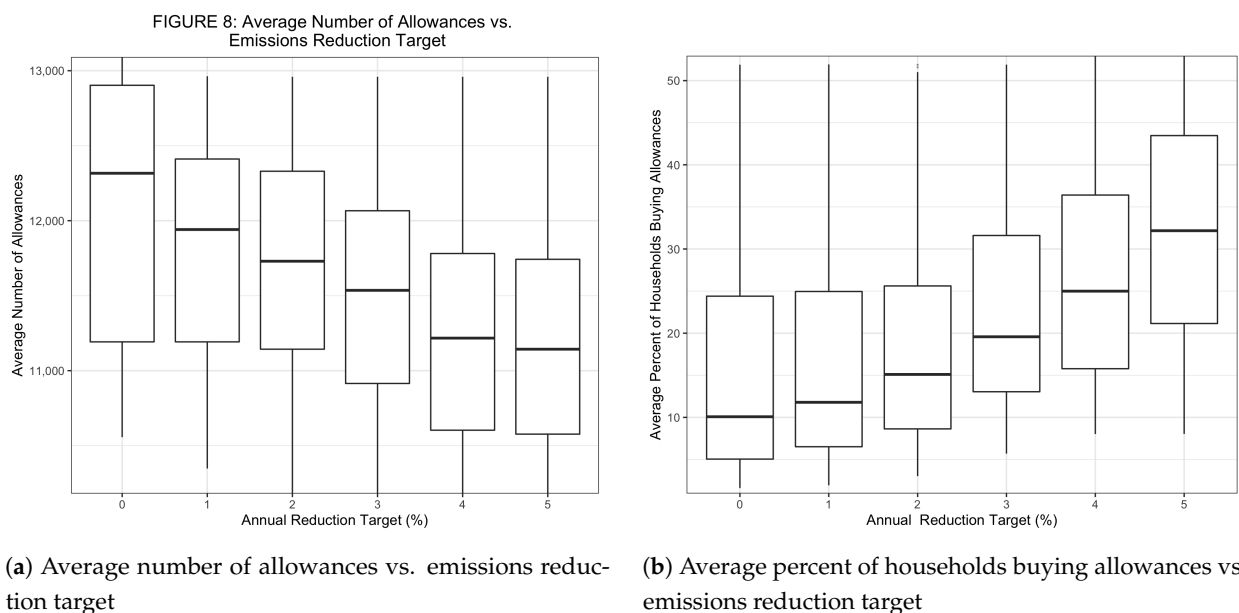 FIGURE 8: Average Number of Allowances vs.
Emissions Reduction Target
Average Number of Allowances
13,000
12,000
11,000
0 1 2 3 4 5
Annual Reduction Target (%)
(a) Average number of allowances vs. emissions reduc-
tion target
Average Percent of Households Buying Allowances
50
40
30
20
10
0 1 2 3 4 5
Annual Reduction Target (%)
(b) Average percent of households buying allowances vs
emissions reduction target